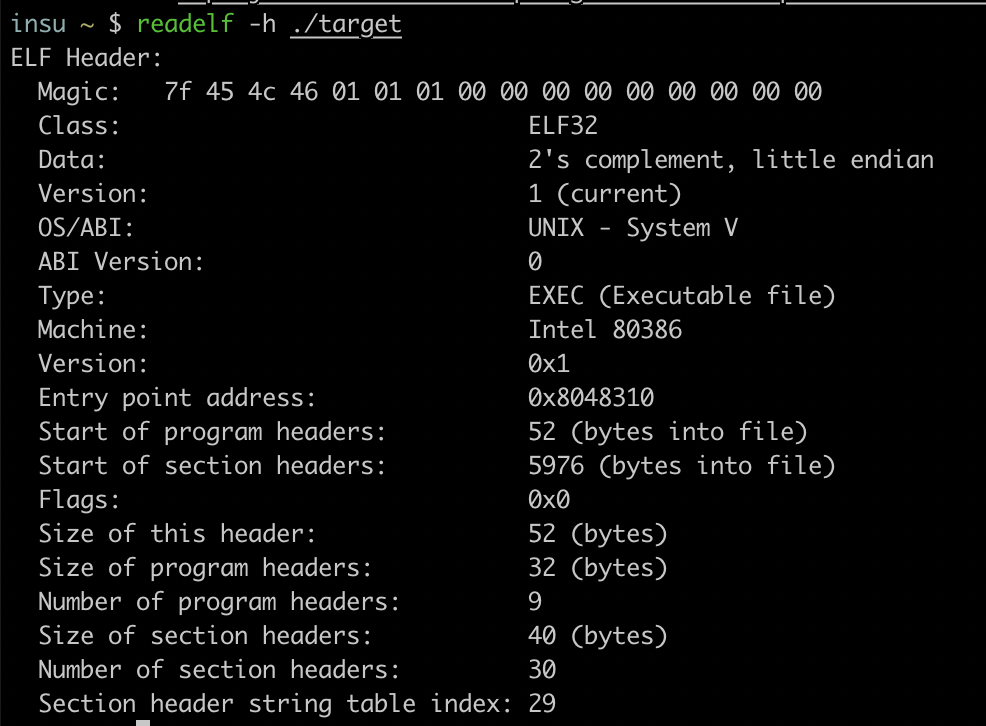 insu ~ $ readelf -h ./target
ELF Header:
  Magic:   7f 45 4c 46 01 01 01 00 00 00 00 00 00 00 00 00
  Class:                             ELF32
  Data:                              2's complement, little endian
  Version:                           1 (current)
  OS/ABI:                            UNIX - System V
  ABI Version:                       0
  Type:                              EXEC (Executable file)
  Machine:                           Intel 80386
  Version:                           0x1
  Entry point address:               0x8048310
  Start of program headers:          52 (bytes into file)
  Start of section headers:          5976 (bytes into file)
  Flags:                             0x0
  Size of this header:               52 (bytes)
  Size of program headers:           32 (bytes)
  Number of program headers:         9
  Size of section headers:           40 (bytes)
  Number of section headers:         30
  Section header string table index: 29